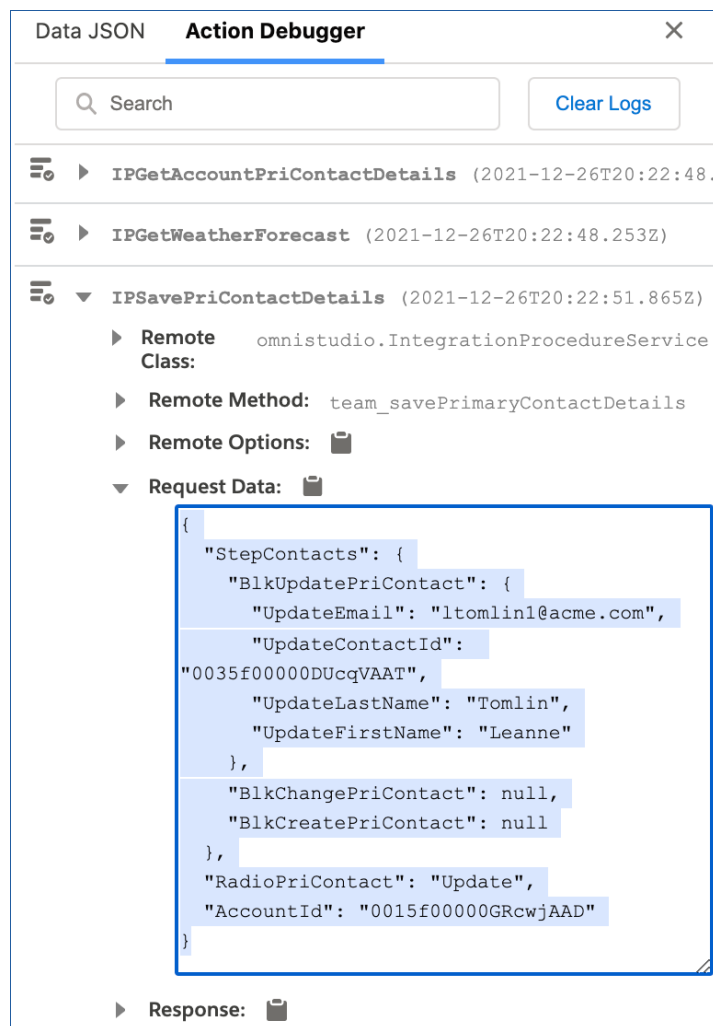 Data JSON Action Debugger
Search Clear Logs
IPGetAccountPriContactDetails (2021-12-26T20:22:48.
IPGetWeatherForecast (2021-12-26T20:22:48.253Z)
IPSavePriContactDetails (2021-12-26T20:22:51.865Z)
Remote omnistudio.IntegrationProcedureService
Class:
Remote Method: team_savePrimaryContactDetails
Remote Options:
Request Data:
{
"StepContacts": {
"BlkUpdatePriContact": {
"UpdateEmail": "ltomlin1@acme.com",
"UpdateContactId":
"0035f00000DUcqVAAT",
"UpdateLastName": "Tomlin",
"UpdateFirstName": "Leanne"
},
"BlkChangePriContact": null,
"BlkCreatePriContact": null
},
"RadioPriContact": "Update",
"AccountId": "0015f00000GRcwjAAD"
}
Response: